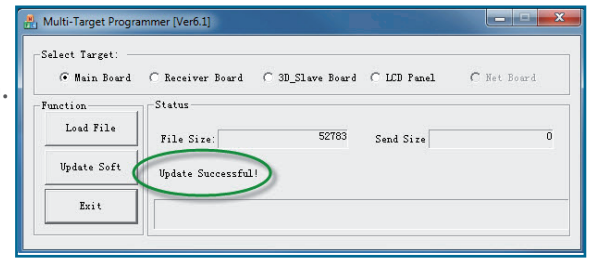 Multi-Target Programmer [Ver6.1]
Select Target:
Main Board Receiver Board 3D_Slave Board LCD Panel Net Board
Function
Status
Load File
File Size: 52783 Send Size 0
Update Soft
Update Successful!
Exit